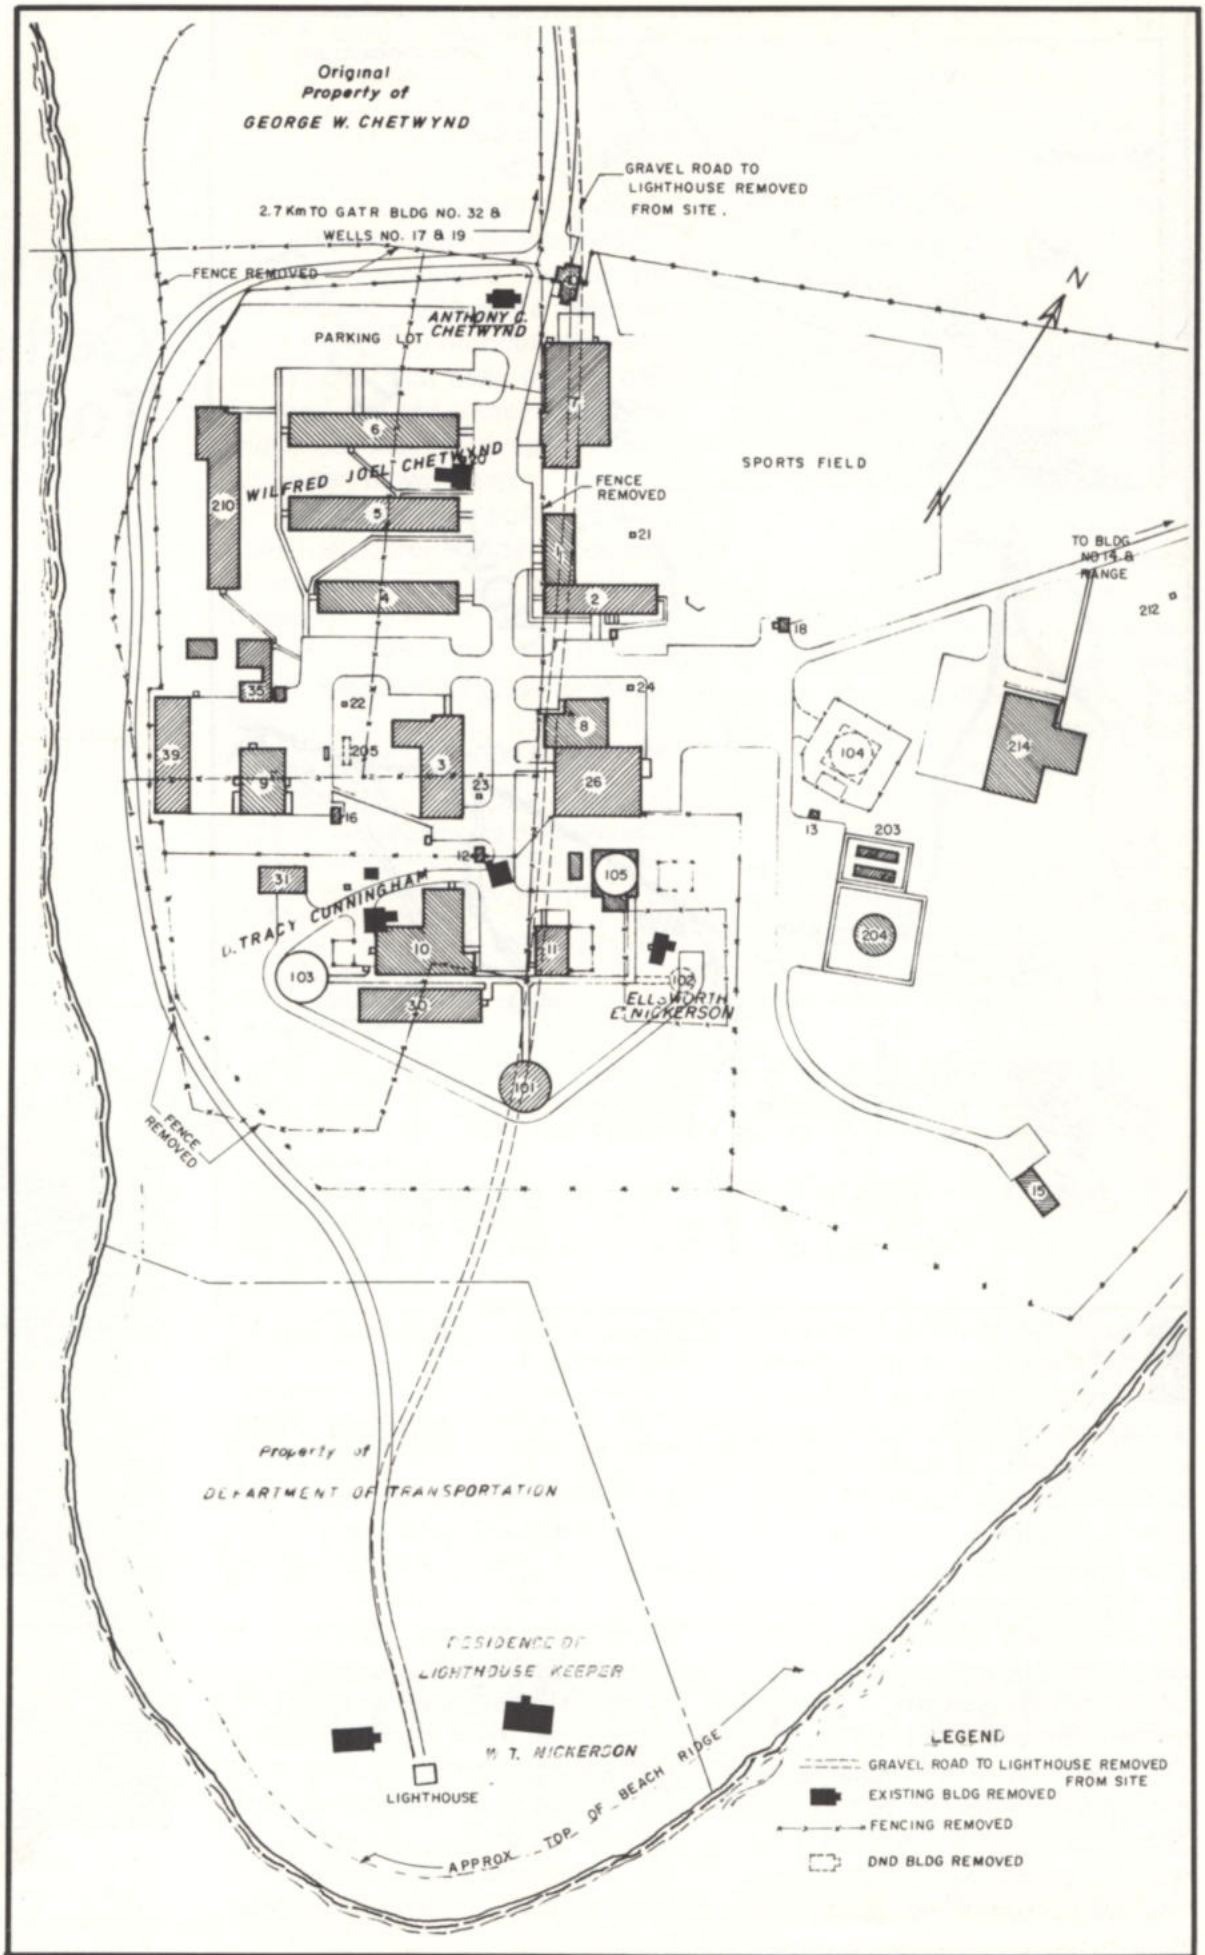 Original
Property of
GEORGE W. CHETWYND
GRAVEL ROAD TO
LIGHTHOUSE REMOVED
FROM SITE.
2.7 Km TO GATR BLDG NO. 32 &
WELLS NO. 17 & 19
FENCE REMOVED
N
ANTHONY C.
CHETWYND
PARKING LOT
6
WILFRED JOEL CHETWYND
20
SPORTS FIELD
FENCE
REMOVED
210
5
7
21
1
TO BLDG
NO 14 &
RANGE
212
4
2
18
35
22
24
39
205
3
8
104
214
9
23
26
16
13
203
12
31
105
D. TRACY CUNNINGHAM
204
10
11
103
102
30
ELLSWORTH
E. NICKERSON
101
FENCE
REMOVED
15
Property of
DEPARTMENT OF TRANSPORTATION
RESIDENCE OF
LIGHTHOUSE KEEPER
W. T. NICKERSON
LIGHTHOUSE
APPROX TOP OF BEACH RIDGE
LEGEND
GRAVEL ROAD TO LIGHTHOUSE REMOVED
FROM SITE
EXISTING BLDG REMOVED
FENCING REMOVED
DND BLDG REMOVED